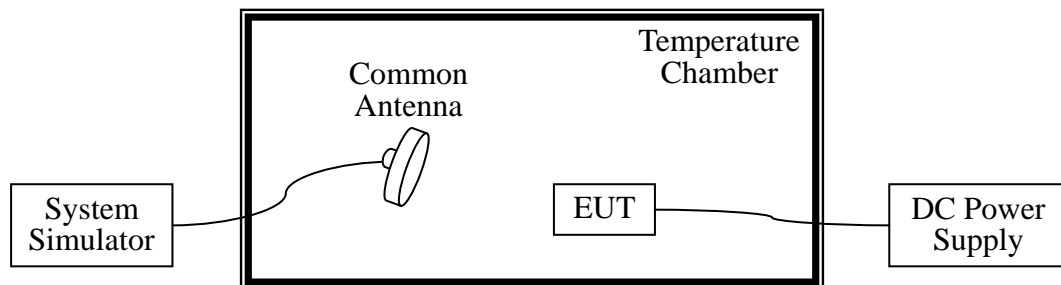 Temperature
Chamber
Common
Antenna
System
Simulator
EUT
DC Power
Supply